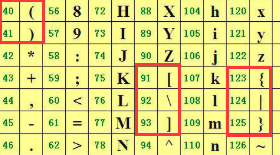 40 ( 56 8 72 H 88 X 104 h 120 x
41 ) 57 9 73 I 89 Y 105 i 121 y
42 * 58 : 74 J 90 Z 106 j 122 z
43 + 59 ; 75 K 91 [ 107 k 123 {
44 , 60 < 76 L 92 \ 108 l 124 |
45 - 61 = 77 M 93 ] 109 m 125 }
46 . 62 > 78 N 94 ^ 110 n 126 ~